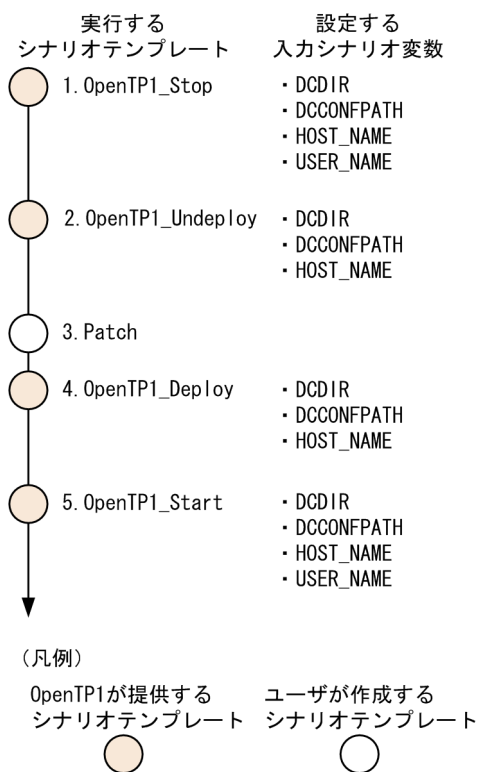 実行する
シナリオテンプレート
設定する
入力シナリオ変数
1. OpenTP1_Stop
・DCDIR
・DCCONFPATH
・HOST_NAME
・USER_NAME
2. OpenTP1_Undeploy
・DCDIR
・DCCONFPATH
・HOST_NAME
3. Patch
4. OpenTP1_Deploy
・DCDIR
・DCCONFPATH
・HOST_NAME
5. OpenTP1_Start
・DCDIR
・DCCONFPATH
・HOST_NAME
・USER_NAME
（凡例）
OpenTP1が提供する
シナリオテンプレート
ユーザが作成する
シナリオテンプレート